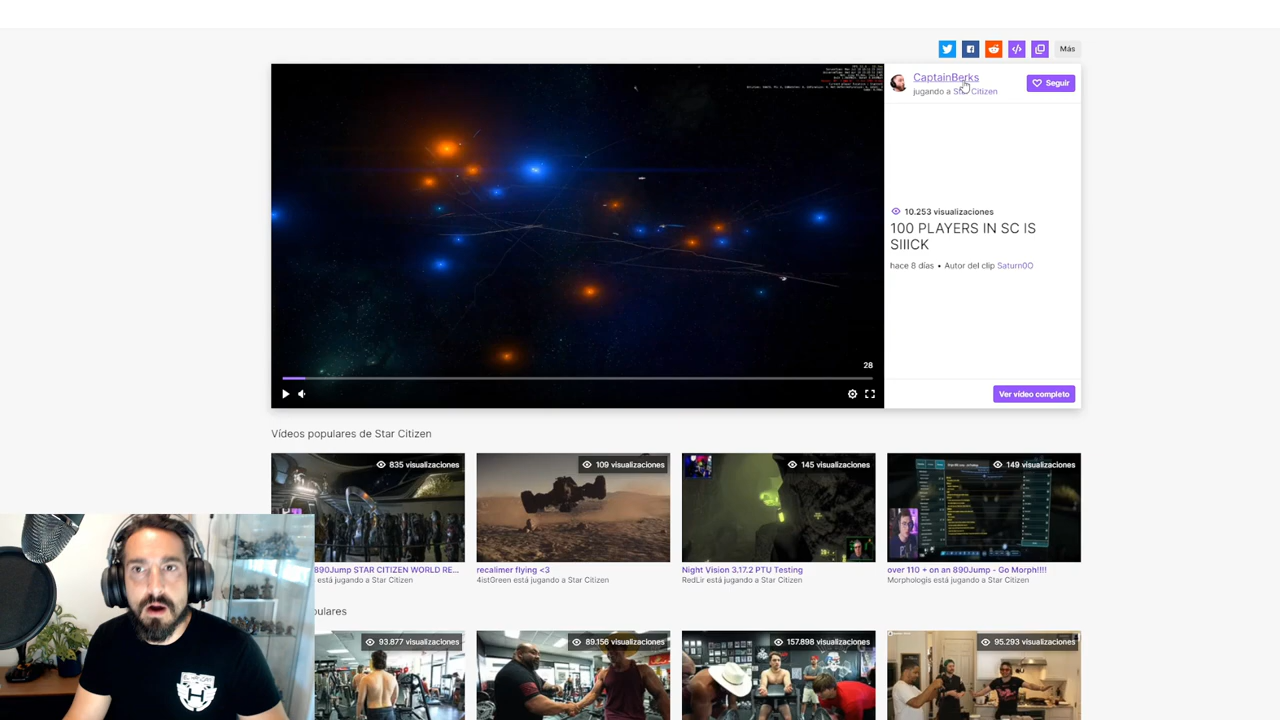 Más
CaptainBerks
jugando a Star Citizen
Seguir
10.253 visualizaciones
100 PLAYERS IN SC IS
SIIICK
hace 8 días • Autor del clip Saturn0O
28
Ver vídeo completo
Vídeos populares de Star Citizen
835 visualizaciones
109 visualizaciones
145 visualizaciones
149 visualizaciones
890Jump STAR CITIZEN WORLD RE...
está jugando a Star Citizen
recalimer flying <3
4istGreen está jugando a Star Citizen
Night Vision 3.17.2 PTU Testing
RedLir está jugando a Star Citizen
over 110 + on an 890Jump - Go Morph!!!!
Morphologis está jugando a Star Citizen
pulares
93.877 visualizaciones
89.156 visualizaciones
157.898 visualizaciones
95.293 visualizaciones